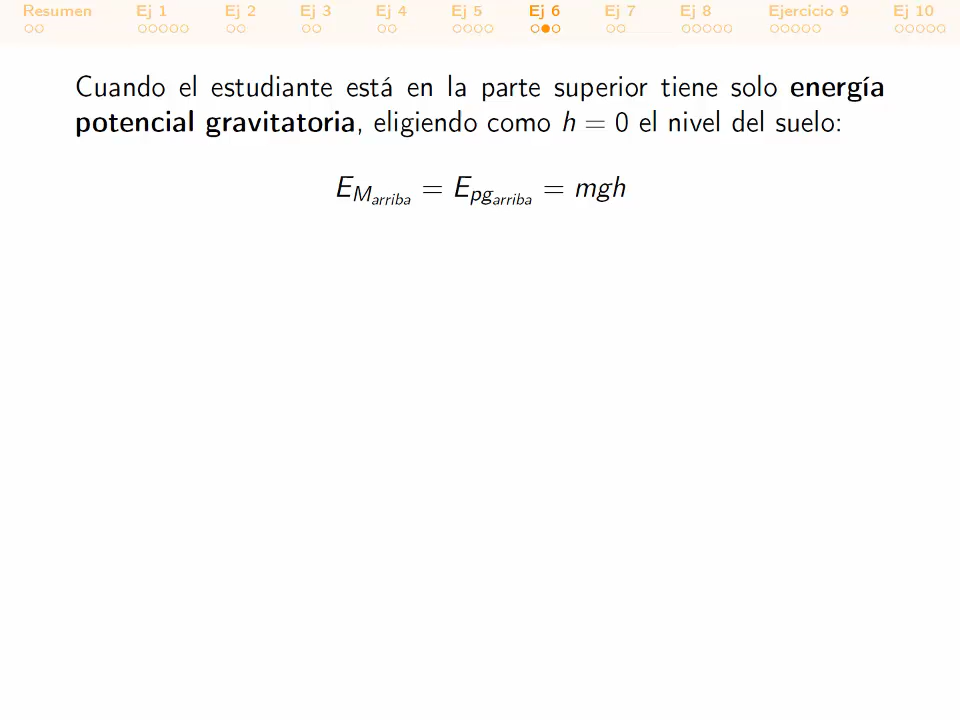 Resumen Ej 1 Ej 2 Ej 3 Ej 4 Ej 5 Ej 6 Ej 7 Ej 8 Ejercicio 9 Ej 10
Cuando el estudiante está en la parte superior tiene solo energía
potencial gravitatoria, eligiendo como h = 0 el nivel del suelo:
E_{M_{arriba}} = E_{pg_{arriba}} = mgh